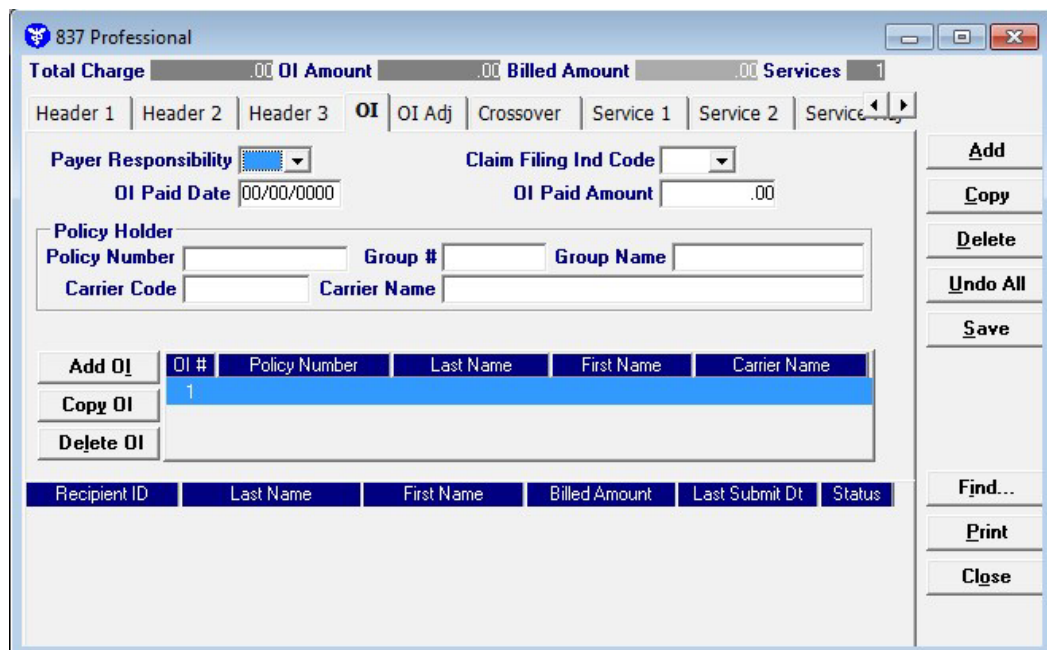 837 Professional
Total Charge .00 OI Amount .00 Billed Amount .00 Services 1
Header 1 Header 2 Header 3 OI OI Adj Crossover Service 1 Service 2 Service
Payer Responsibility Claim Filing Ind Code
OI Paid Date 00/00/0000 OI Paid Amount .00
Policy Holder
Policy Number Group # Group Name
Carrier Code Carrier Name
Add OI OI # Policy Number Last Name First Name Carrier Name
1
Copy OI
Delete OI
Recipient ID Last Name First Name Billed Amount Last Submit Dt Status
Add
Copy
Delete
Undo All
Save
Find...
Print
Close